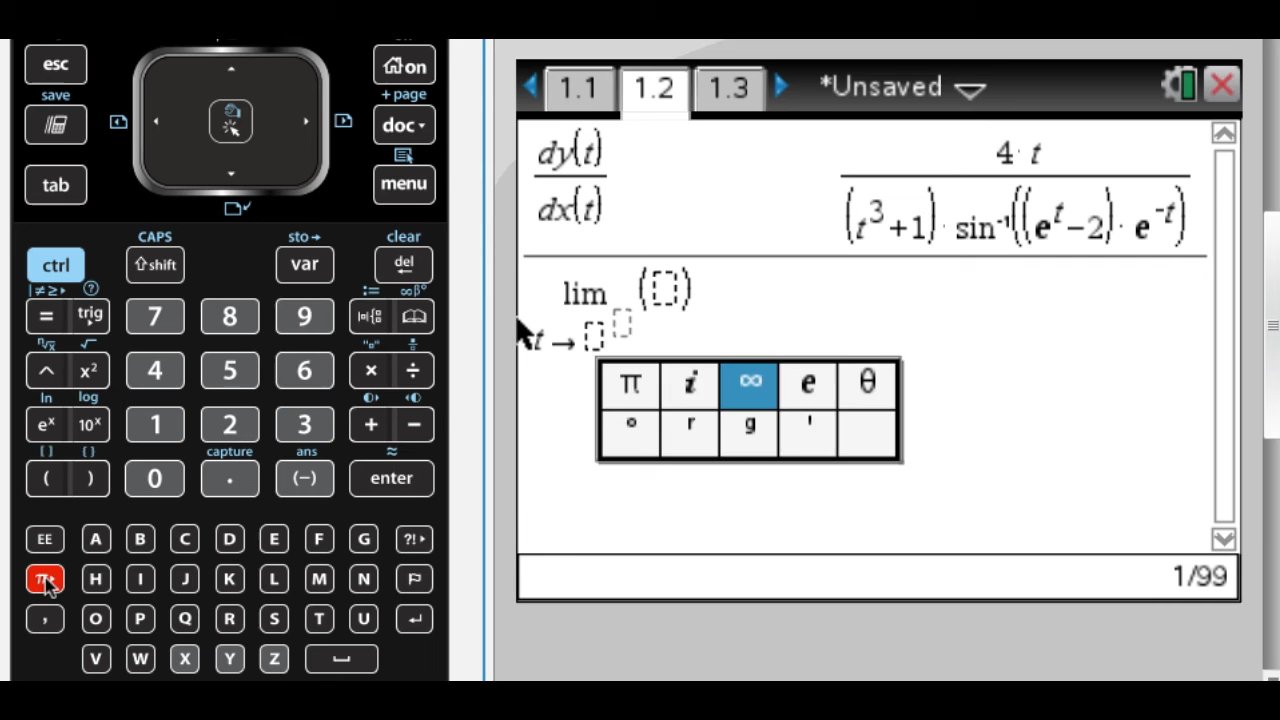 esc
save
tab
on
+ page
doc
menu
1.1 1.2 1.3 *Unsaved
dy(t)
dx(t)
4· t
(t³+1)· sin⁻¹((e^t−2)· e^-t)
lim (
)
t →
π i ∞ e θ
° r g '
1/99
CAPS sto→ clear
ctrl ⇧shift var del
|≠≥▸ ? := ∞β°
= trig 7 8 9
ⁿ√x √ "▫"
^ x² 4 5 6 × ÷
ln log
eˣ 10ˣ 1 2 3 + −
[ ] { } capture ans ≈
( ) 0 . (−) enter
EE A B C D E F G ?!▸
π▸ H I J K L M N
, O P Q R S T U ↵
V W X Y Z